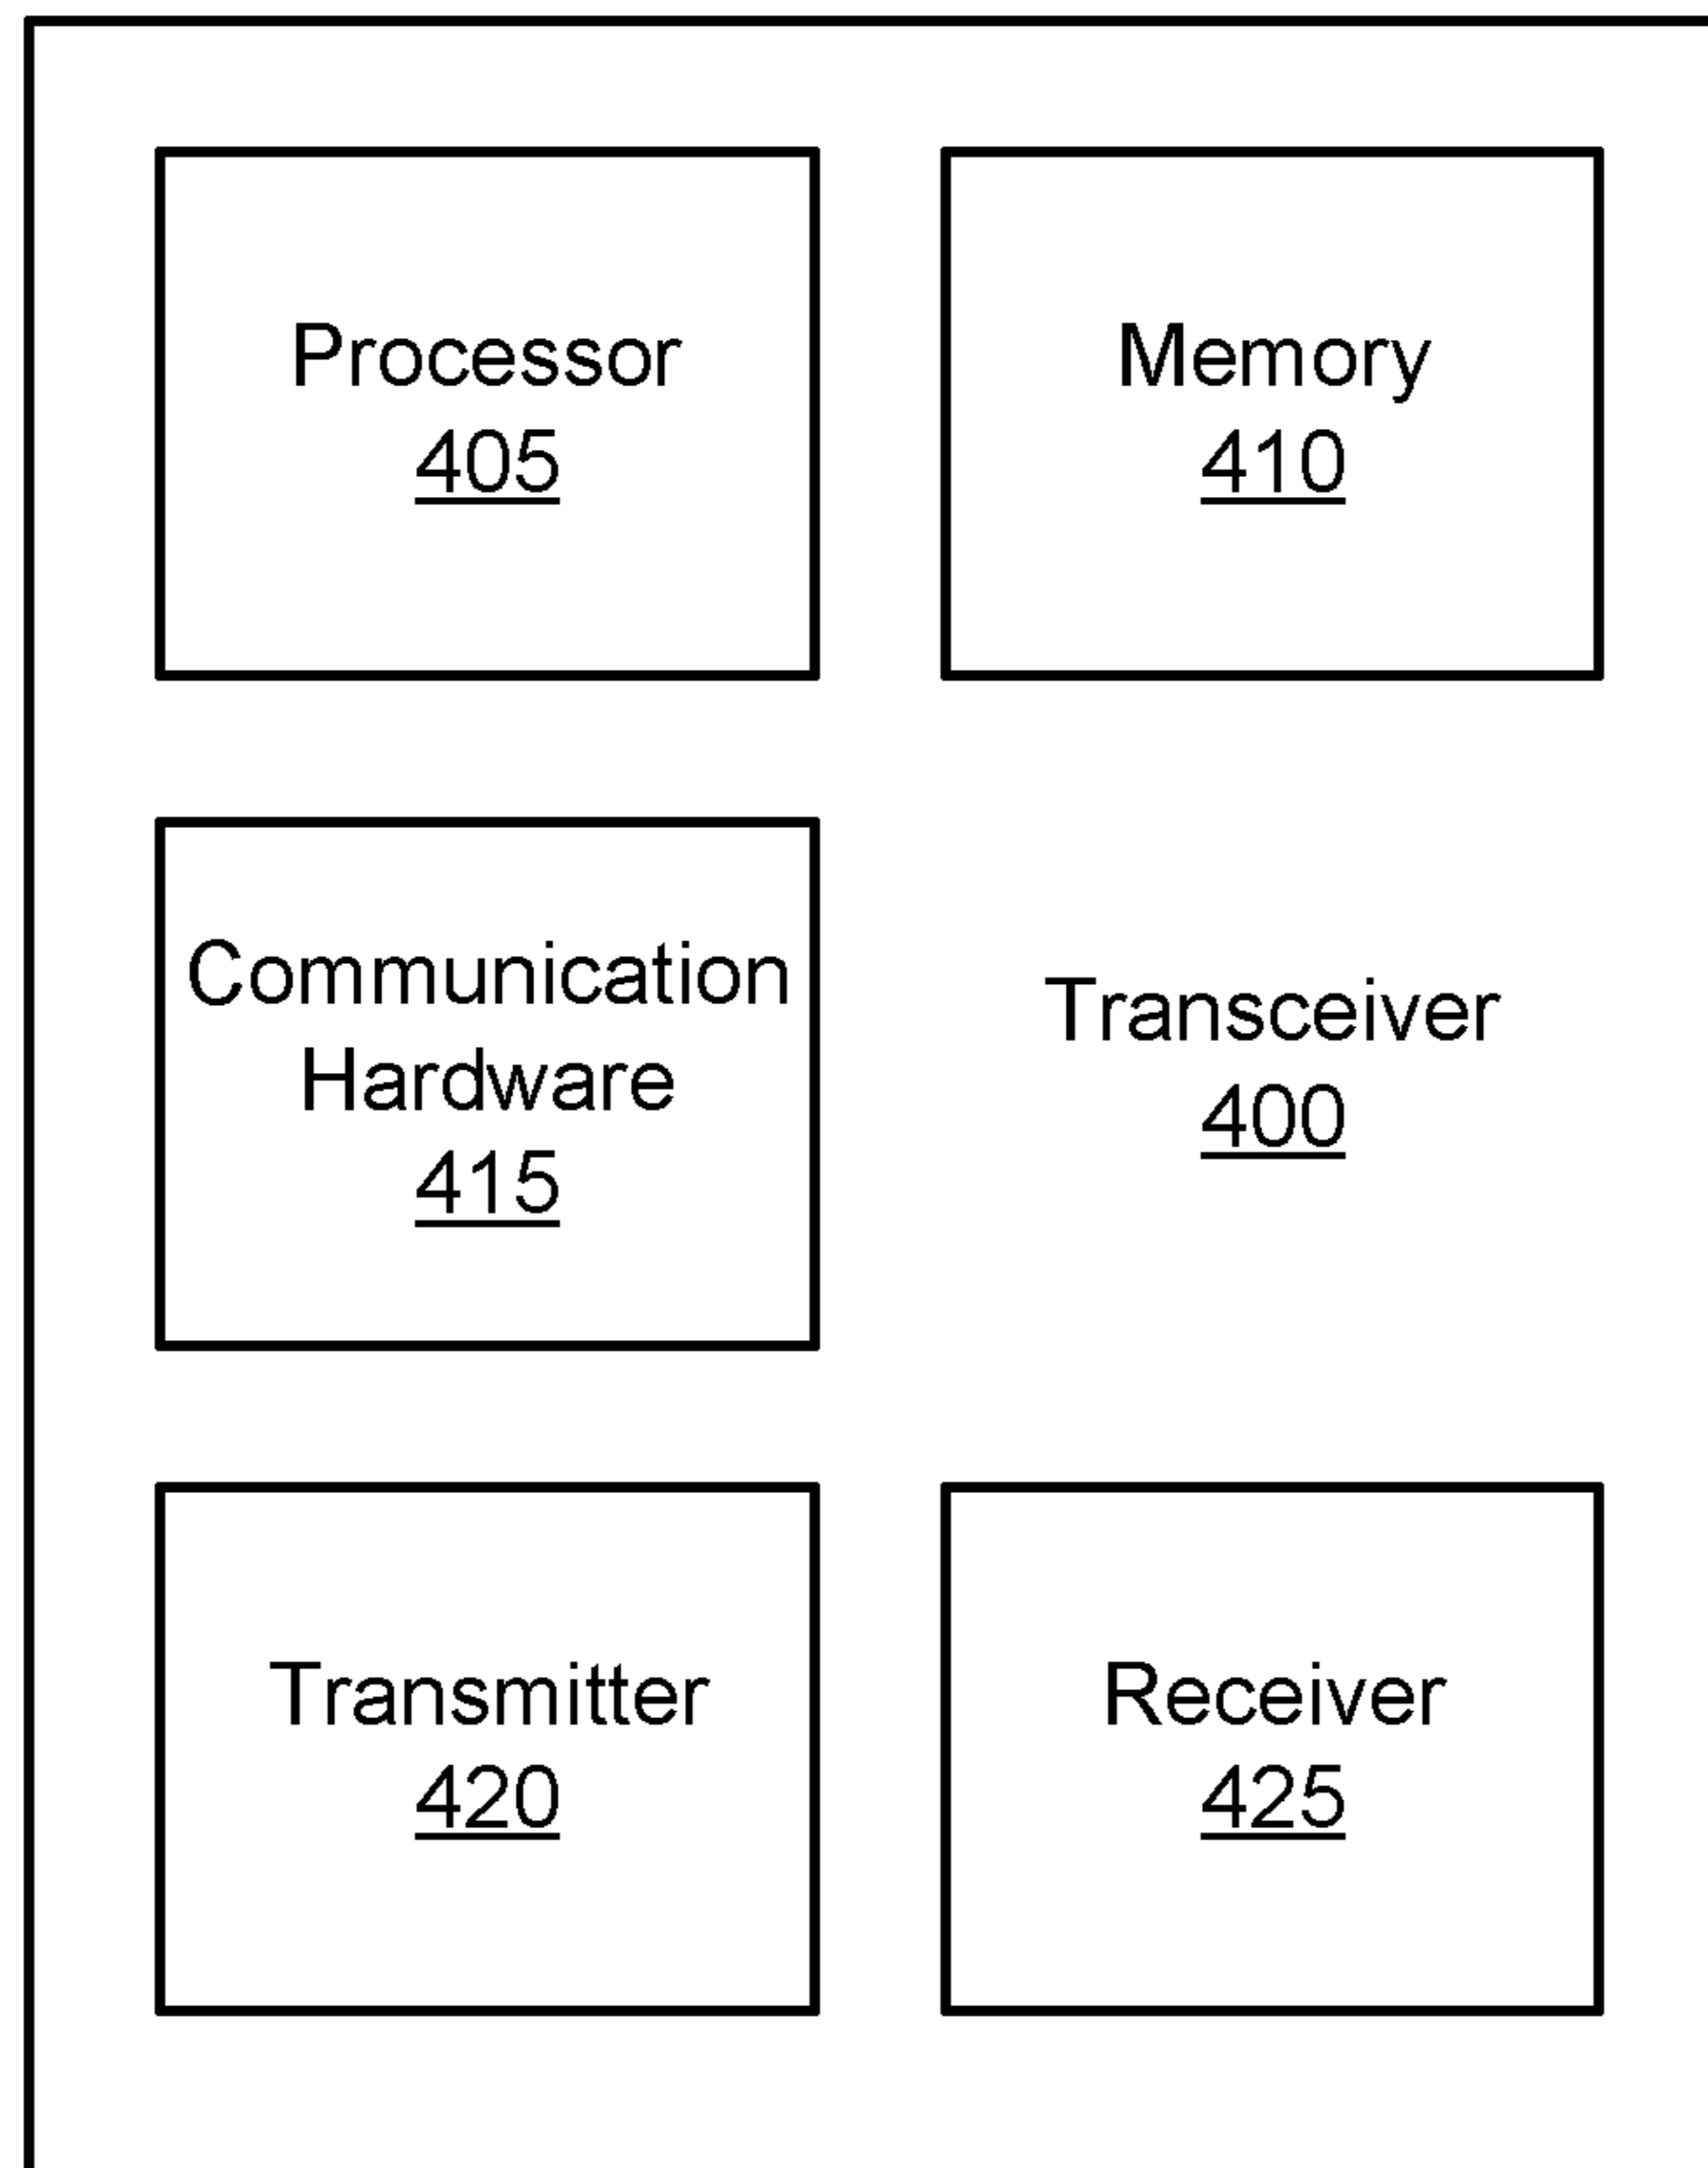 Processor
405
Memory
410
Communication
Hardware
415
Transceiver
400
Transmitter
420
Receiver
425